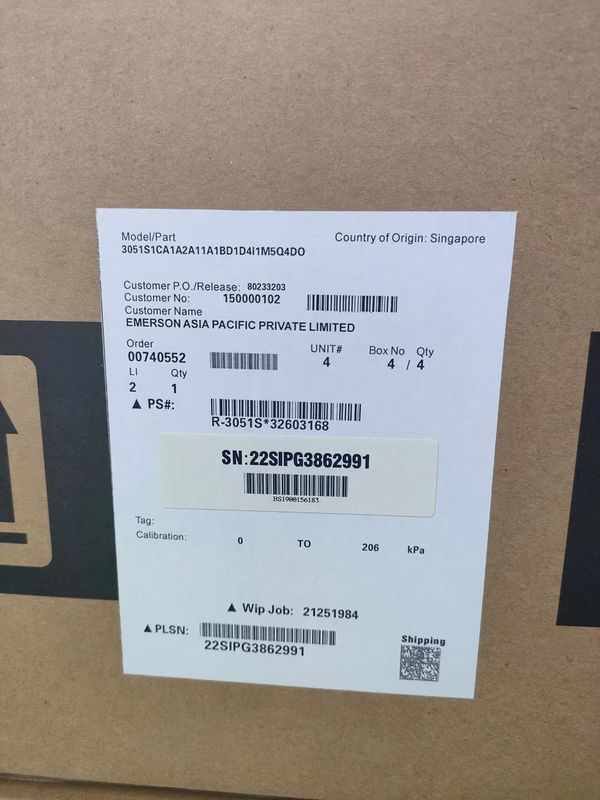 Model/Part
3051S1CA1A2A11A1BD1D4I1M5Q4DO
Country of Origin: Singapore
Customer P.O./Release: 80233203
Customer No: 150000102
Customer Name
EMERSON ASIA PACIFIC PRIVATE LIMITED
Order
00740552
UNIT#
4
Box No Qty
4 / 4
LI Qty
2 1
▲ PS#:
R-3051S*32603168
SN:22SIPG3862991
BS1900156183
Tag:
Calibration: 0 TO 206 kPa
▲ Wip Job: 21251984
▲PLSN:
22SIPG3862991
Shipping